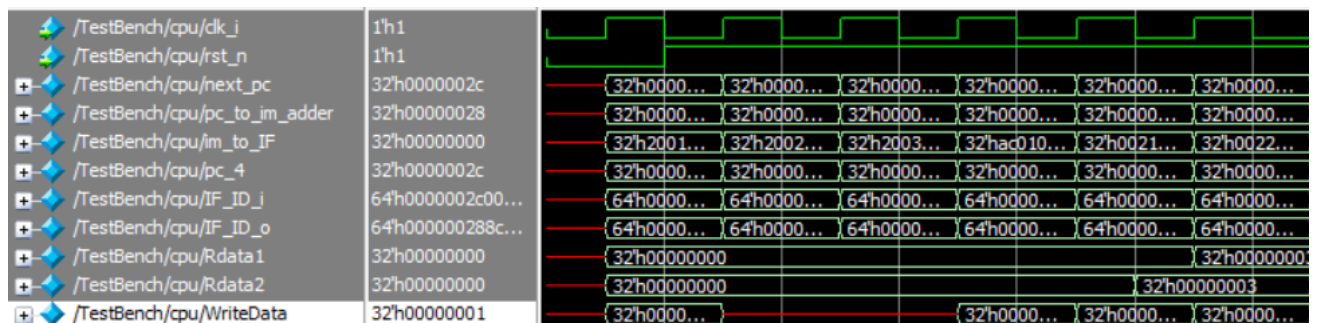 /TestBench/cpu/clk_i 1'h1
/TestBench/cpu/rst_n 1'h1
/TestBench/cpu/next_pc 32'h0000002c 32'h0000... 32'h0000... 32'h0000... 32'h0000... 32'h0000... 32'h0000...
/TestBench/cpu/pc_to_im_adder 32'h00000028 32'h0000... 32'h0000... 32'h0000... 32'h0000... 32'h0000... 32'h0000...
/TestBench/cpu/im_to_IF 32'h00000000 32'h2001... 32'h2002... 32'h2003... 32'hac010... 32'h0021... 32'h0022...
/TestBench/cpu/pc_4 32'h0000002c 32'h0000... 32'h0000... 32'h0000... 32'h0000... 32'h0000... 32'h0000...
/TestBench/cpu/IF_ID_i 64'h0000002c00... 64'h0000... 64'h0000... 64'h0000... 64'h0000... 64'h0000... 64'h0000...
/TestBench/cpu/IF_ID_o 64'h000000288c... 64'h0000... 64'h0000... 64'h0000... 64'h0000... 64'h0000... 64'h0000...
/TestBench/cpu/Rdata1 32'h00000000 32'h00000000 32'h0000000
/TestBench/cpu/Rdata2 32'h00000000 32'h00000000 32'h00000003
/TestBench/cpu/WriteData 32'h00000001 32'h0000... 32'h0000... 32'h0000... 32'h0000...